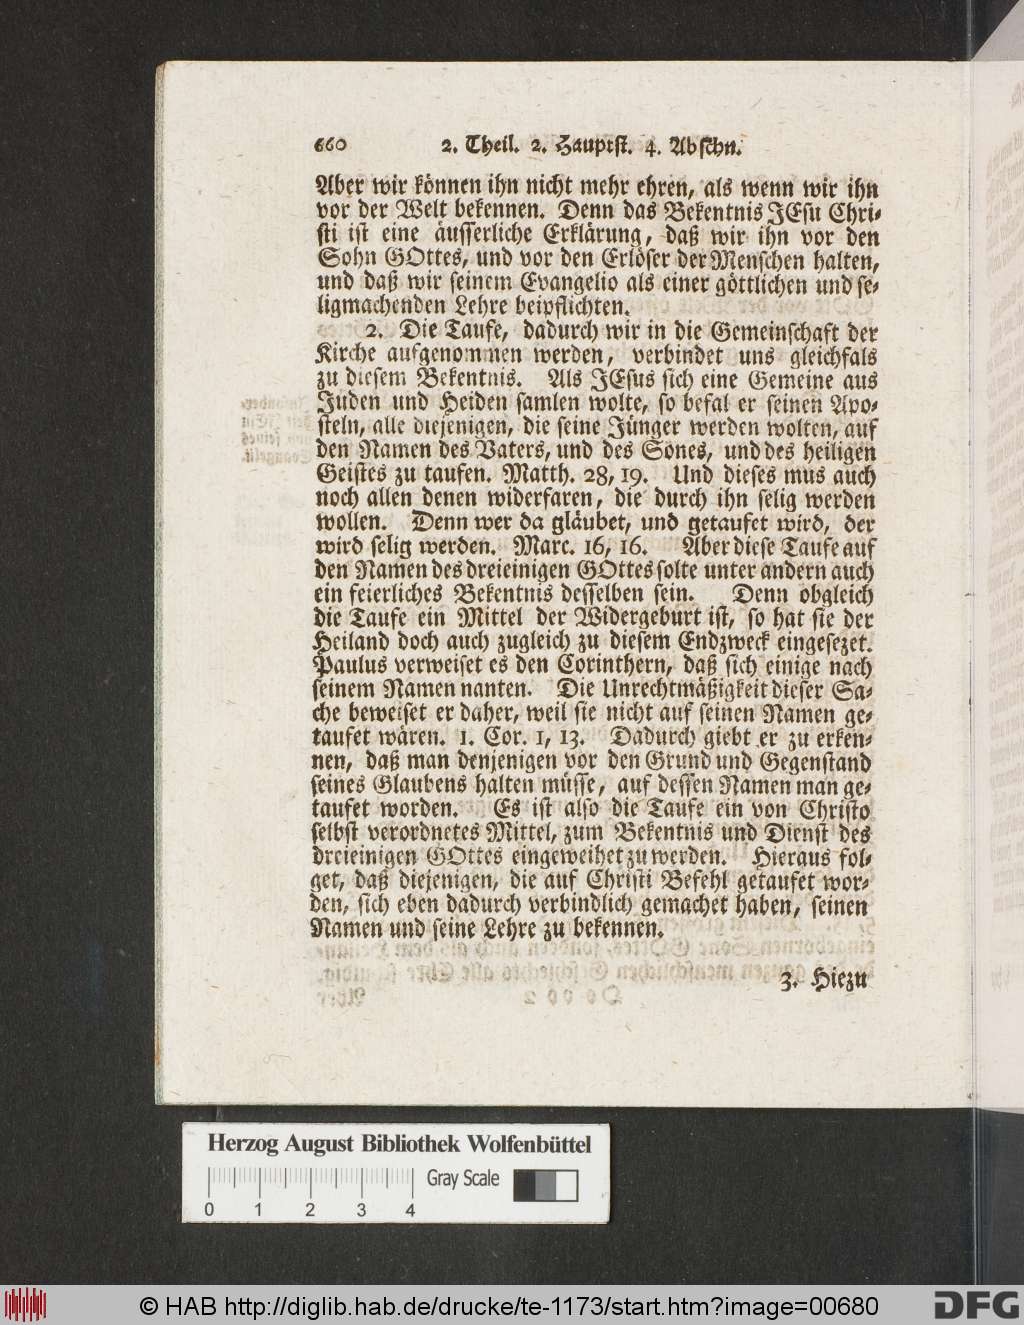 660 2. Theil. 2. Hauptst. 4. Abschn.
Aber wir können ihn nicht mehr ehren, als wenn wir ihn
vor der Welt bekennen. Denn das Bekentnis JEsu Chri-
sti ist eine äusserliche Erklärung, daß wir ihn vor den
Sohn GOttes, und vor den Erlöser der Menschen halten,
und daß wir seinem Evangelio als einer göttlichen und se-
ligmachenden Lehre beipflichten.
2. Die Taufe, dadurch wir in die Gemeinschaft der
Kirche aufgenommen werden, verbindet uns gleichfals
zu diesem Bekentnis. Als JEsus sich eine Gemeine aus
Juden und Heiden samlen wolte, so befal er seinen Apo-
steln, alle diejenigen, die seine Jünger werden wolten, auf
den Namen des Vaters, und des Sones, und des heiligen
Geistes zu taufen. Matth. 28, 19. Und dieses mus auch
noch allen denen widerfaren, die durch ihn selig werden
wollen. Denn wer da gläubet, und getaufet wird, der
wird selig werden. Marc. 16, 16. Aber diese Taufe auf
den Namen des dreieinigen GOttes solte unter andern auch
ein feierliches Bekentnis desselben sein. Denn obgleich
die Taufe ein Mittel der Widergeburt ist, so hat sie der
Heiland doch auch zugleich zu diesem Endzweck eingesezet.
Paulus verweiset es den Corinthern, daß sich einige nach
seinem Namen nanten. Die Unrechtmäßigkeit dieser Sa-
che beweiset er daher, weil sie nicht auf seinen Namen ge-
taufet wären. 1. Cor. 1, 13. Dadurch giebt er zu erken-
nen, daß man denjenigen vor den Grund und Gegenstand
seines Glaubens halten müsse, auf dessen Namen man ge-
taufet worden. Es ist also die Taufe ein von Christo
selbst verordnetes Mittel, zum Bekentnis und Dienst des
dreieinigen GOttes eingeweihet zu werden. Hieraus fol-
get, daß diejenigen, die auf Christi Befehl getaufet wor-
den, sich eben dadurch verbindlich gemachet haben, seinen
Namen und seine Lehre zu bekennen.
3. Hiezu
Herzog August Bibliothek Wolfenbüttel
Gray Scale
0 1 2 3 4
© HAB http://diglib.hab.de/drucke/te-1173/start.htm?image=00680
DFG